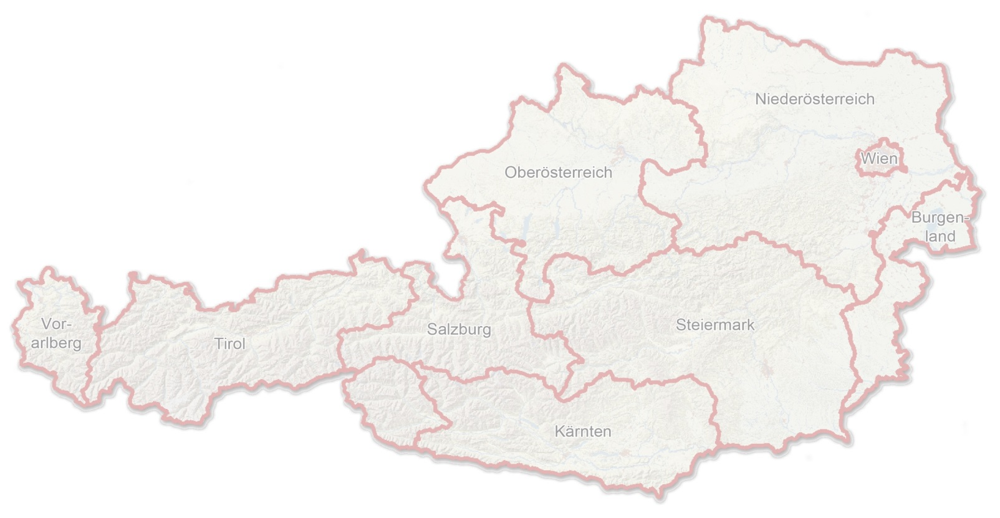 Niederösterreich
Wien
Oberösterreich
Burgen-
land
Vor-
arlberg
Tirol
Salzburg
Steiermark
Kärnten